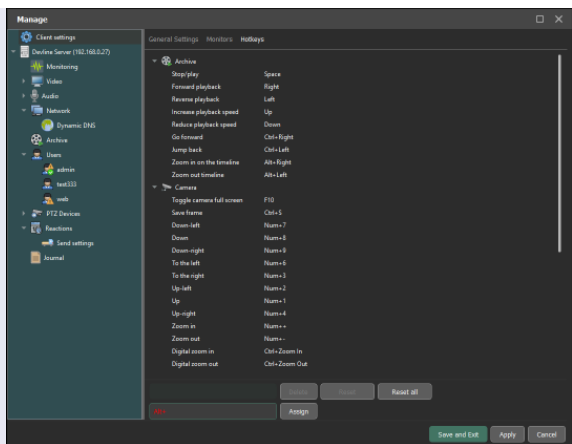 Manage
Client settings
Devline Server (192.168.0.27)
Monitoring
Video
Audio
Network
Dynamic DNS
Archive
Users
admin
test333
web
PTZ Devices
Reactions
Send settings
Journal
General Settings Monitors Hotkeys
Archive
Stop/play Space
Forward playback Right
Reverse playback Left
Increase playback speed Up
Reduce playback speed Down
Go forward Ctrl+Right
Jump back Ctrl+Left
Zoom in on the timeline Alt+Right
Zoom out timeline Alt+Left
Camera
Toggle camera full screen F10
Save frame Ctrl+S
Down-left Num+7
Down Num+8
Down-right Num+9
To the left Num+6
To the right Num+3
Up-left Num+2
Up Num+1
Up-right Num+4
Zoom in Num++
Zoom out Num+-
Digital zoom in Ctrl+Zoom In
Digital zoom out Ctrl+Zoom Out
Reset all
Assign
Save and Exit Apply Cancel